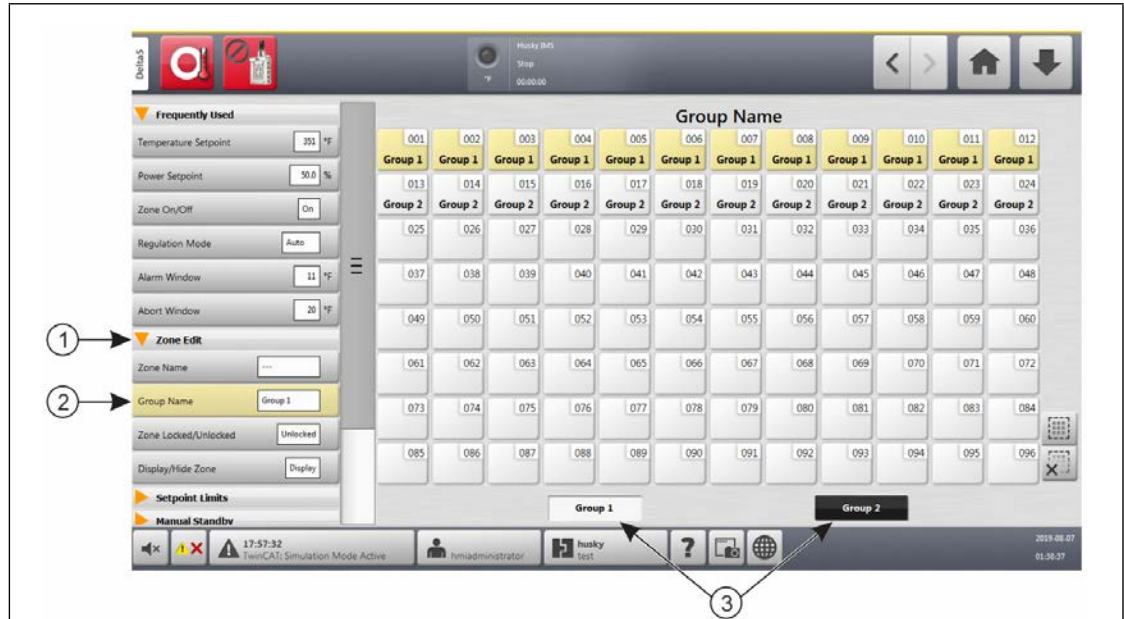 DeltaS
Husky IMS
Stop
°F
00:00:00
Frequently Used
Temperature Setpoint 351 °F
Power Setpoint 50.0 %
Zone On/Off On
Regulation Mode Auto
Alarm Window 11 °F
Abort Window 20 °F
1
Zone Edit
Zone Name ---
2
Group Name Group 1
Zone Locked/Unlocked Unlocked
Display/Hide Zone Display
Setpoint Limits
Manual Standby
Group Name
001 002 003 004 005 006 007 008 009 010 011 012
Group 1 Group 1 Group 1 Group 1 Group 1 Group 1 Group 1 Group 1 Group 1 Group 1 Group 1 Group 1
013 014 015 016 017 018 019 020 021 022 023 024
Group 2 Group 2 Group 2 Group 2 Group 2 Group 2 Group 2 Group 2 Group 2 Group 2 Group 2 Group 2
025 026 027 028 029 030 031 032 033 034 035 036
037 038 039 040 041 042 043 044 045 046 047 048
049 050 051 052 053 054 055 056 057 058 059 060
061 062 063 064 065 066 067 068 069 070 071 072
073 074 075 076 077 078 079 080 081 082 083 084
085 086 087 088 089 090 091 092 093 094 095 096
Group 1 Group 2
17:57:32
TwinCAT: Simulation Mode Active
hmiadministrator
husky
test
?
2019-08-07
01:38:37
3